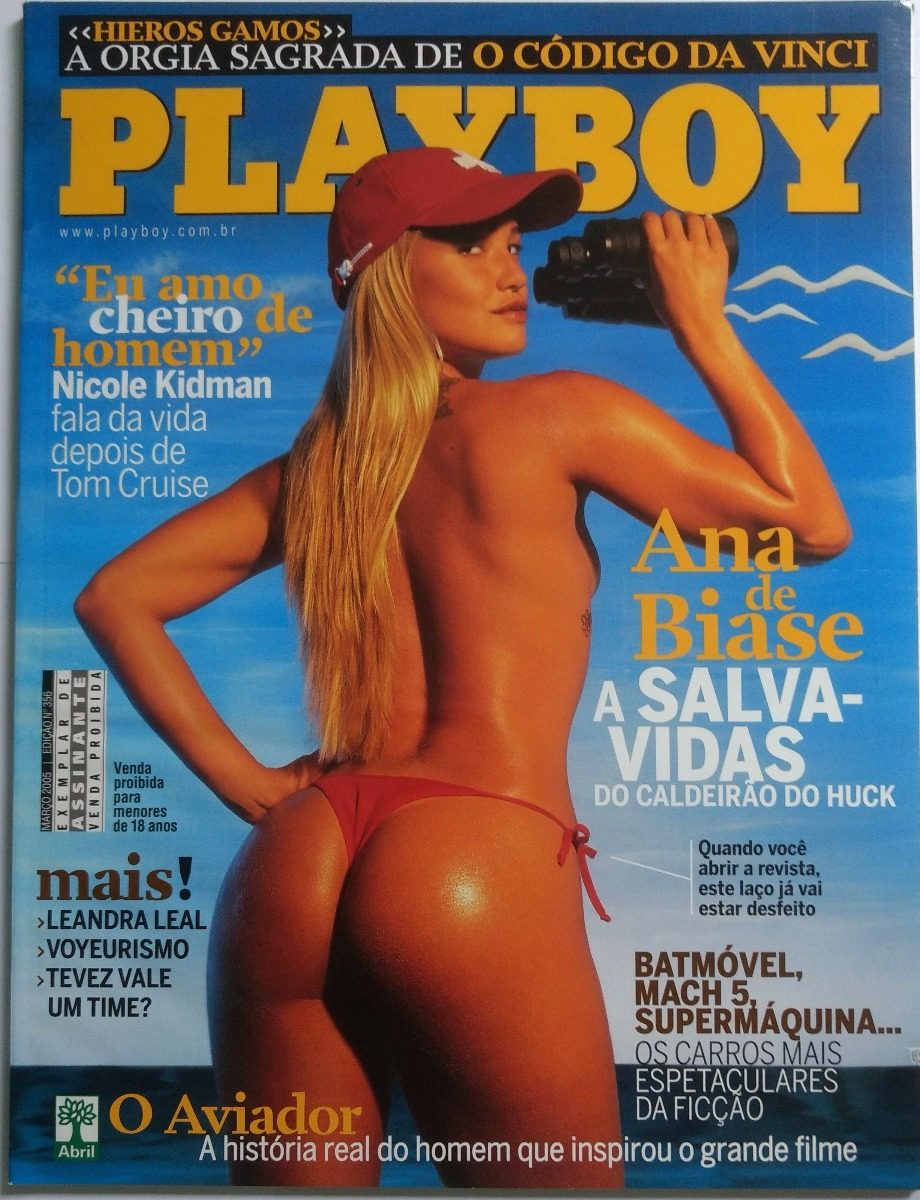 ‹‹HIEROS GAMOS››
A ORGIA SAGRADA DE O CÓDIGO DA VINCI
PLAYBOY
www.playboy.com.br
“Eu amo
cheiro de
homem”
Nicole Kidman
fala da vida
depois de
Tom Cruise
Ana
de
Biase
A SALVA-
VIDAS
DO CALDEIRÃO DO HUCK
MARÇO 2005 | EDIÇÃO Nº 356
EXEMPLAR DE
ASSINANTE
VENDA PROIBIDA
Venda
proibida
para
menores
de 18 anos
Quando você
abrir a revista,
este laço já vai
estar desfeito
mais!
›LEANDRA LEAL
›VOYEURISMO
›TEVEZ VALE
UM TIME?
BATMÓVEL,
MACH 5,
SUPERMÁQUINA...
OS CARROS MAIS
ESPETACULARES
DA FICÇÃO
Abril
O Aviador
A história real do homem que inspirou o grande filme